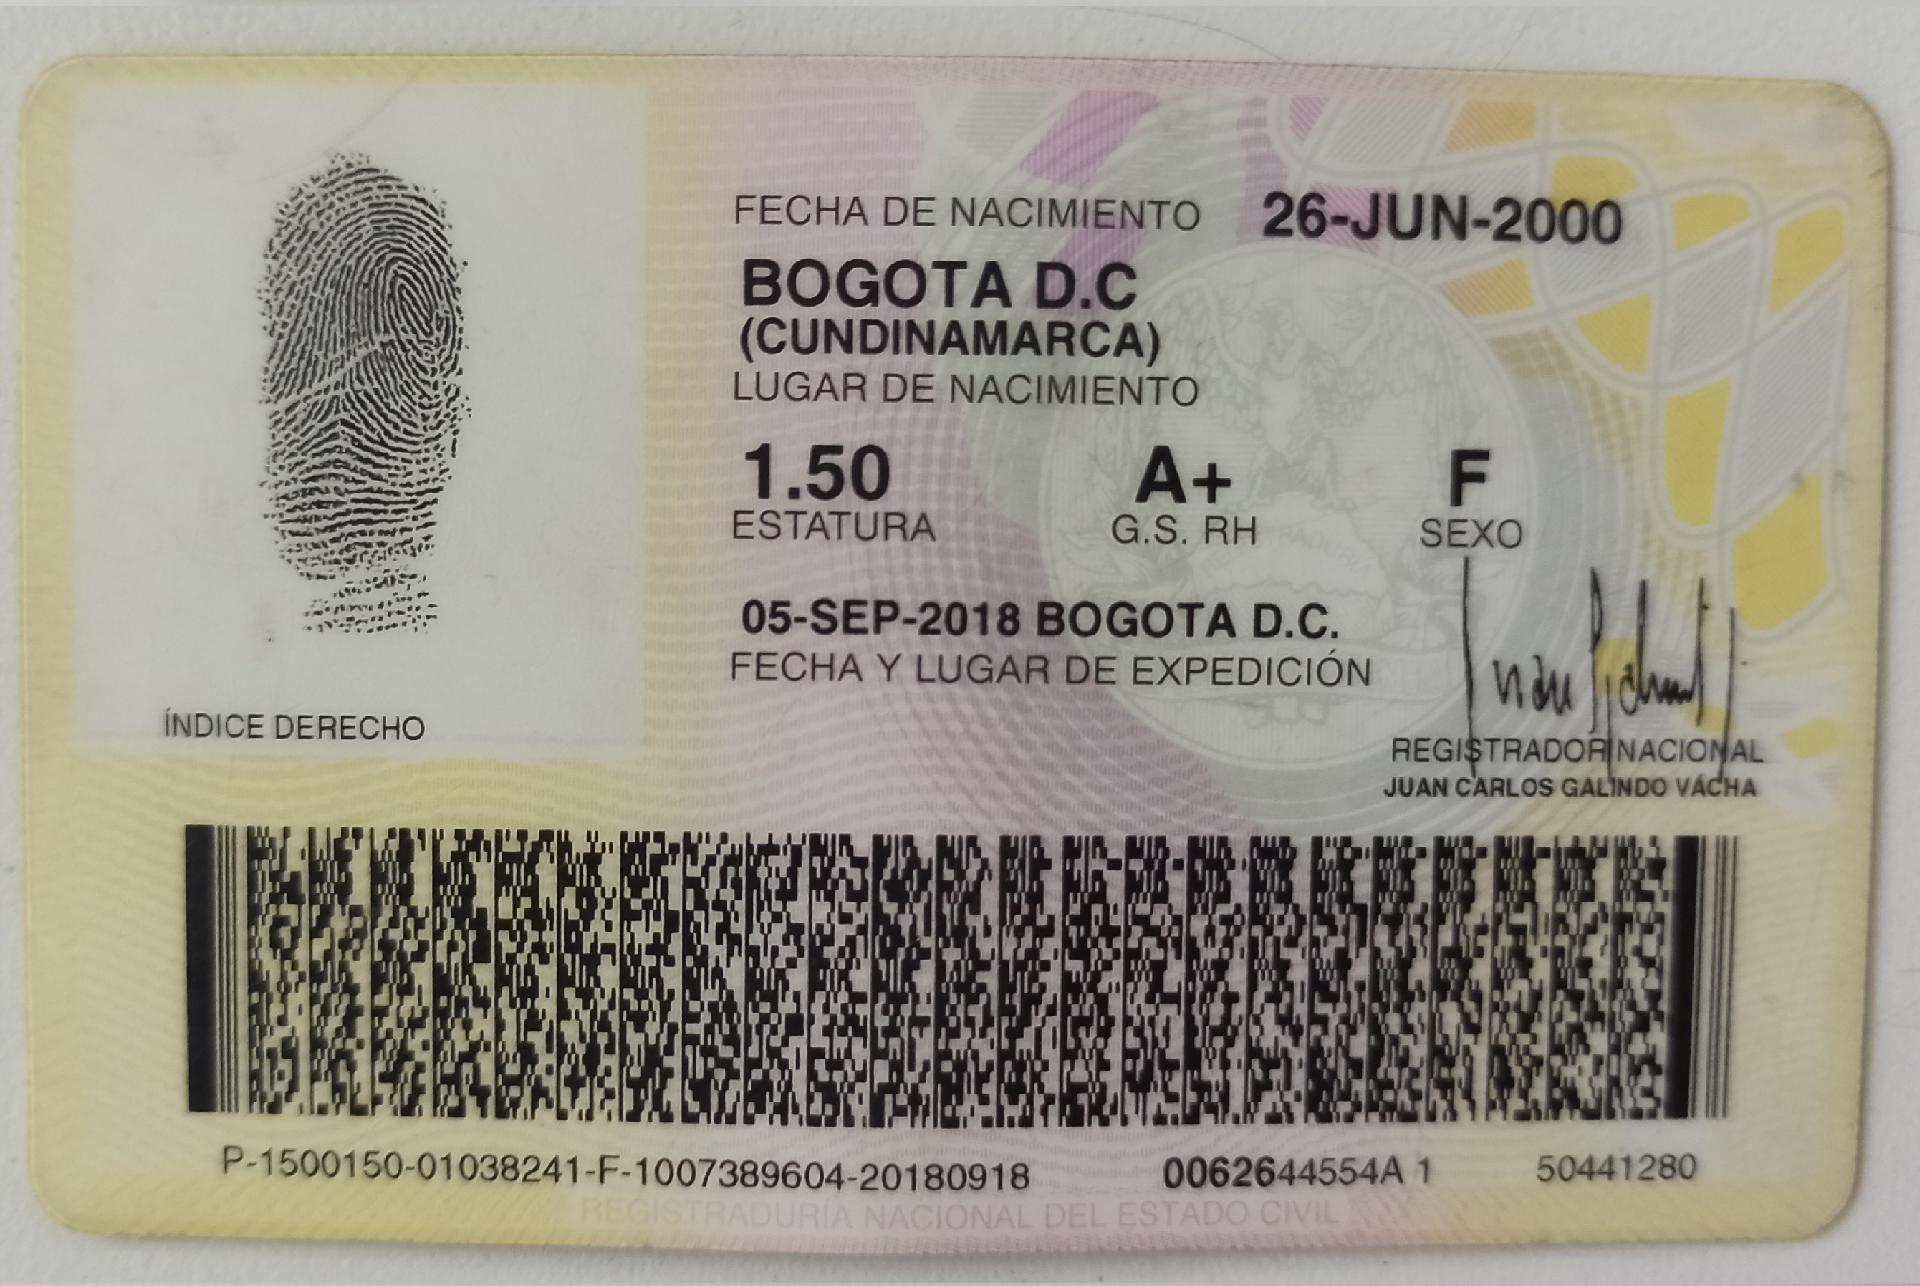 FECHA DE NACIMIENTO 26-JUN-2000
BOGOTA D.C
(CUNDINAMARCA)
LUGAR DE NACIMIENTO
1.50 A+ F
ESTATURA G.S. RH SEXO
05-SEP-2018 BOGOTA D.C.
FECHA Y LUGAR DE EXPEDICIÓN
ÍNDICE DERECHO
REGISTRADOR NACIONAL
JUAN CARLOS GALINDO VÁCHA
P-1500150-01038241-F-1007389604-20180918 0062644554A 1 50441280
REGISTRADURÍA NACIONAL DEL ESTADO CIVIL